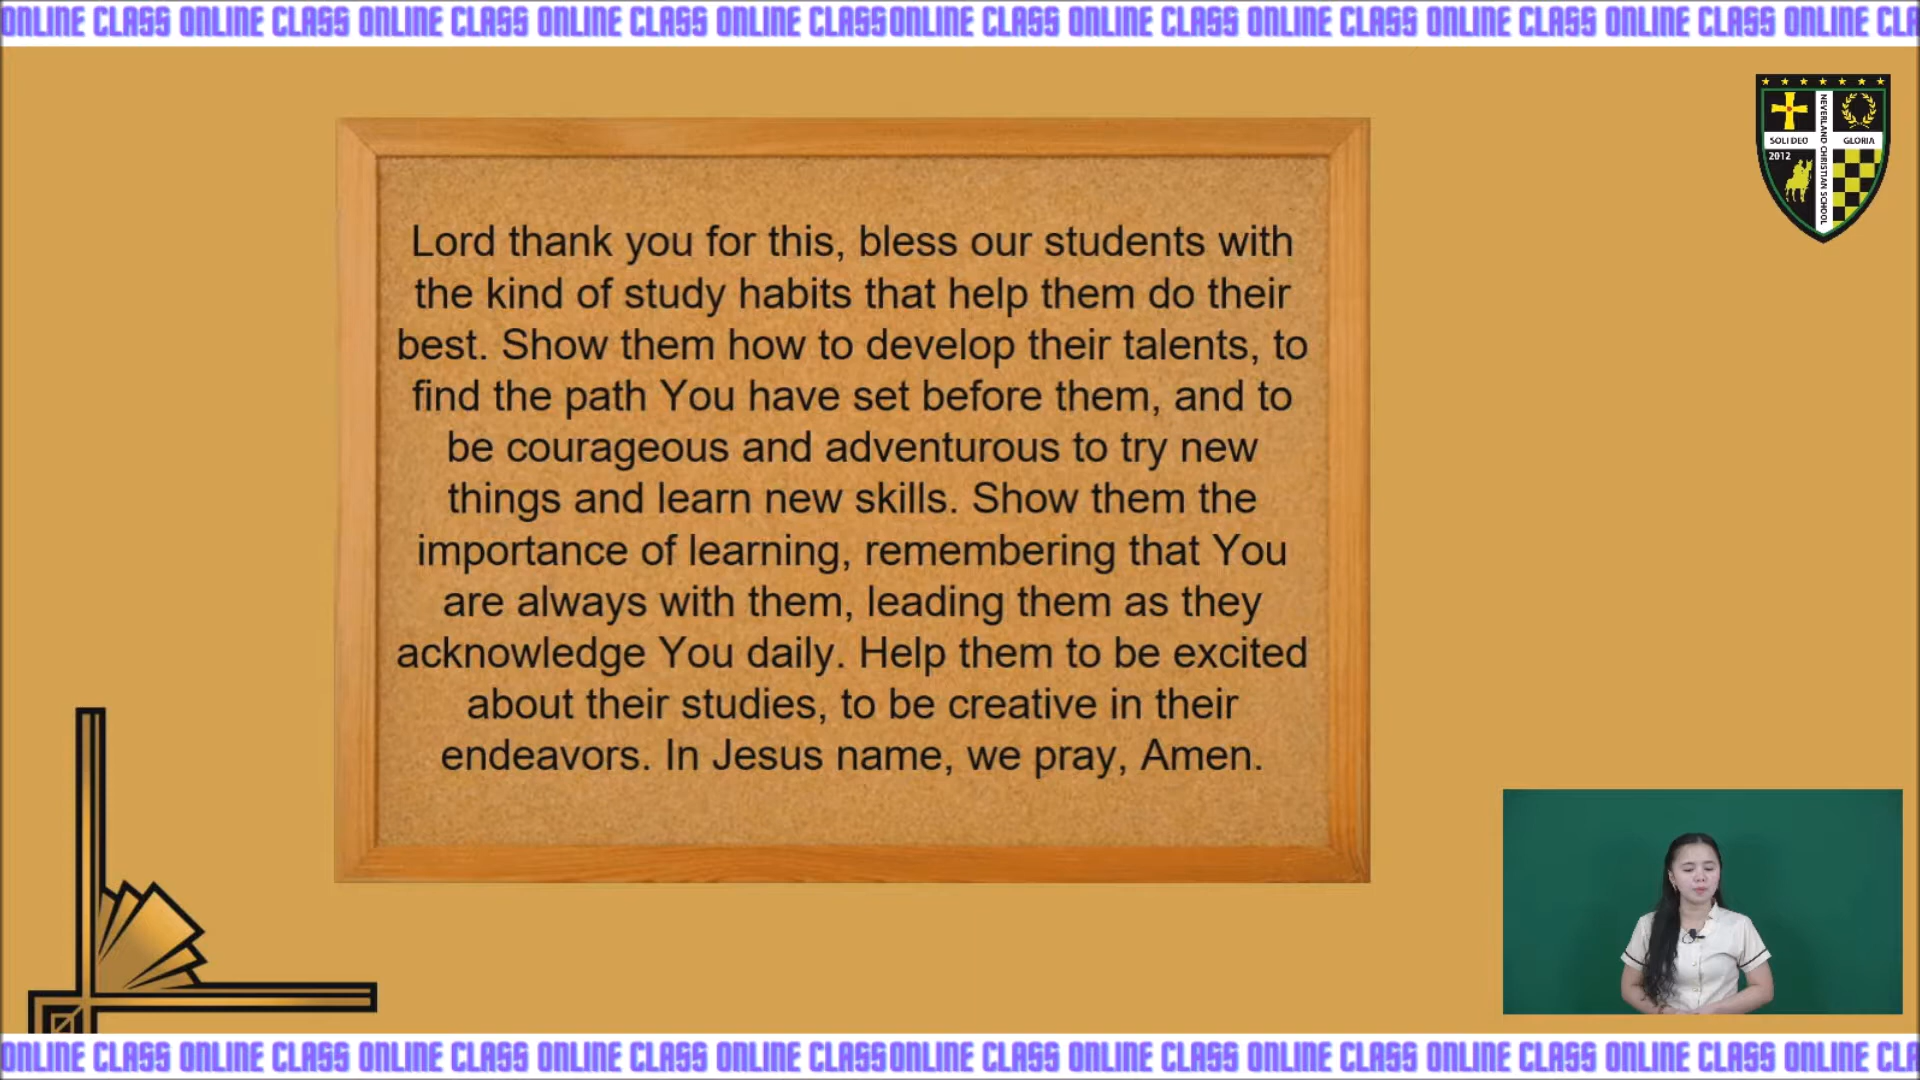 ONLINE CLASS ONLINE CLASS ONLINE CLASS ONLINE CLASS ONLINE CLASS ONLINE CLASS ONLINE CLASS ONLINE CLASS ONLINE CLASS ONLINE CLASS ONLINE CLA
SOLI DEO GLORIA
2012
NEVERLAND CHRISTIAN SCHOOL
Lord thank you for this, bless our students with
the kind of study habits that help them do their
best. Show them how to develop their talents, to
find the path You have set before them, and to
be courageous and adventurous to try new
things and learn new skills. Show them the
importance of learning, remembering that You
are always with them, leading them as they
acknowledge You daily. Help them to be excited
about their studies, to be creative in their
endeavors. In Jesus name, we pray, Amen.
ONLINE CLASS ONLINE CLASS ONLINE CLASS ONLINE CLASS ONLINE CLASS ONLINE CLASS ONLINE CLASS ONLINE CLASS ONLINE CLASS ONLINE CLASS ONLINE CLA